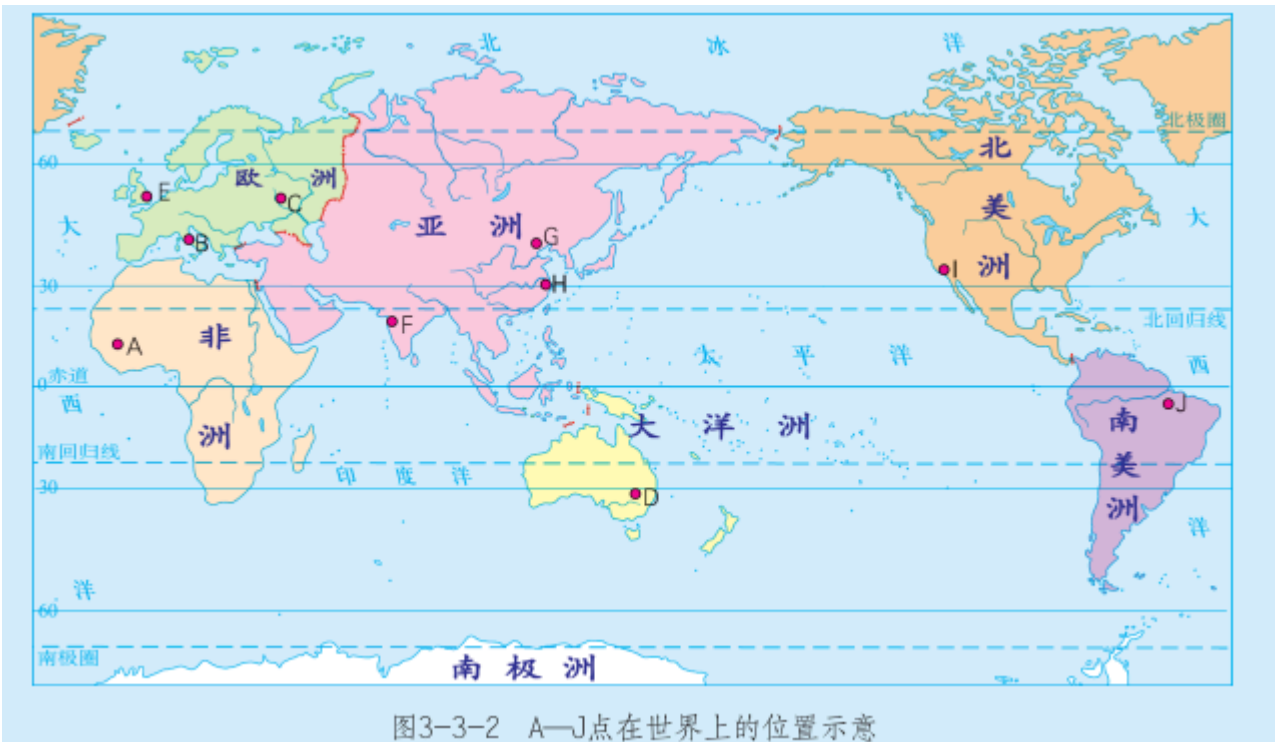 北冰洋
北极圈
60
欧洲
E
C
亚洲
北美洲
大西洋
大西洋
B
G
I
30
H
北回归线
F
非洲
A
太平洋
赤道
0
J
大洋洲
南美洲
南回归线
印度洋
30
D
60
南极圈
南极洲
图3-3-2 A—J点在世界上的位置示意